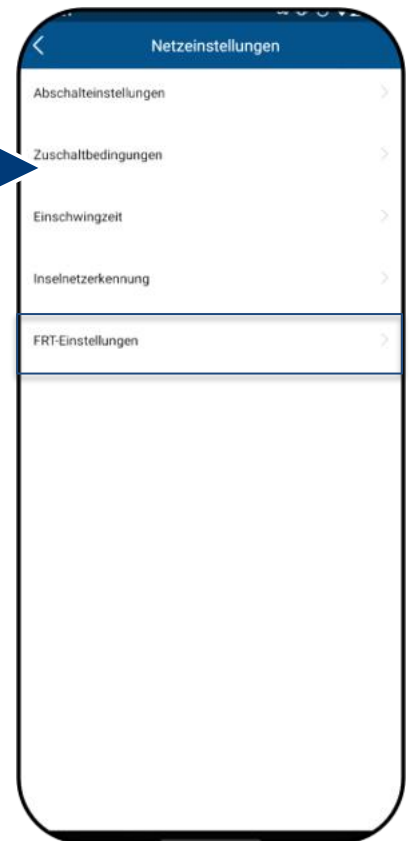 Netzeinstellungen
Abschalteinstellungen
Zuschaltbedingungen
Einschwingzeit
Inselnetzerkennung
FRT-Einstellungen